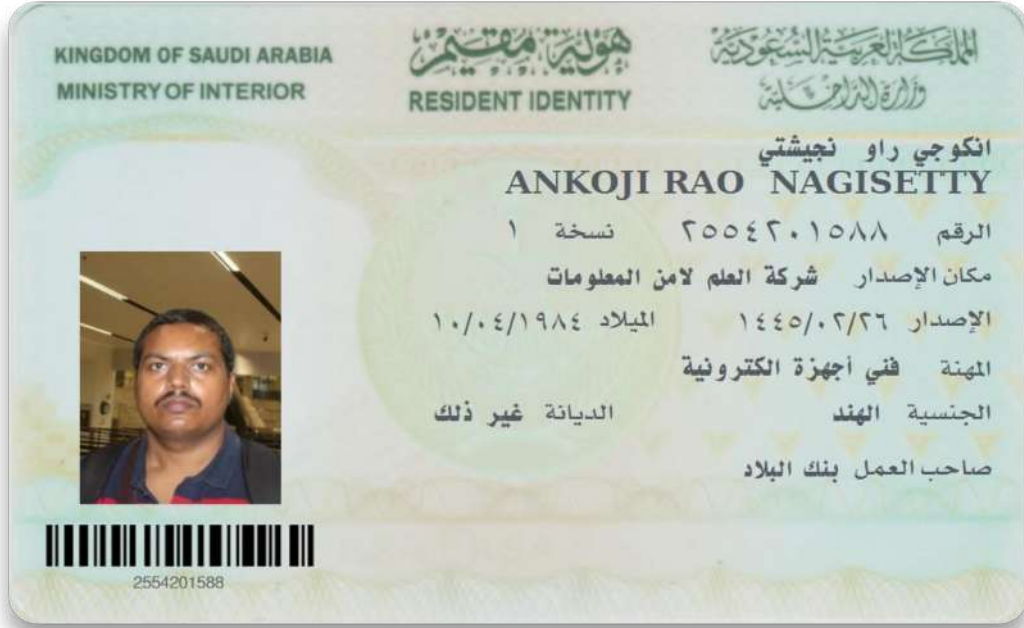 KINGDOM OF SAUDI ARABIA
MINISTRY OF INTERIOR
هوية مقيم
RESIDENT IDENTITY
المملكة العربية السعودية
وزارة الداخلية
انكوجي راو نجيشتي
ANKOJI RAO NAGISETTY
الرقم ٢٥٥٤٢٠١٥٨٨ نسخة ١
مكان الإصدار شركة العلم لامن المعلومات
الإصدار ١٤٤٥/٠٢/٢٦ الميلاد ١٠/٠٤/١٩٨٤
المهنة فني أجهزة الكترونية
الجنسية الهند الديانة غير ذلك
صاحب العمل بنك البلاد
2554201588